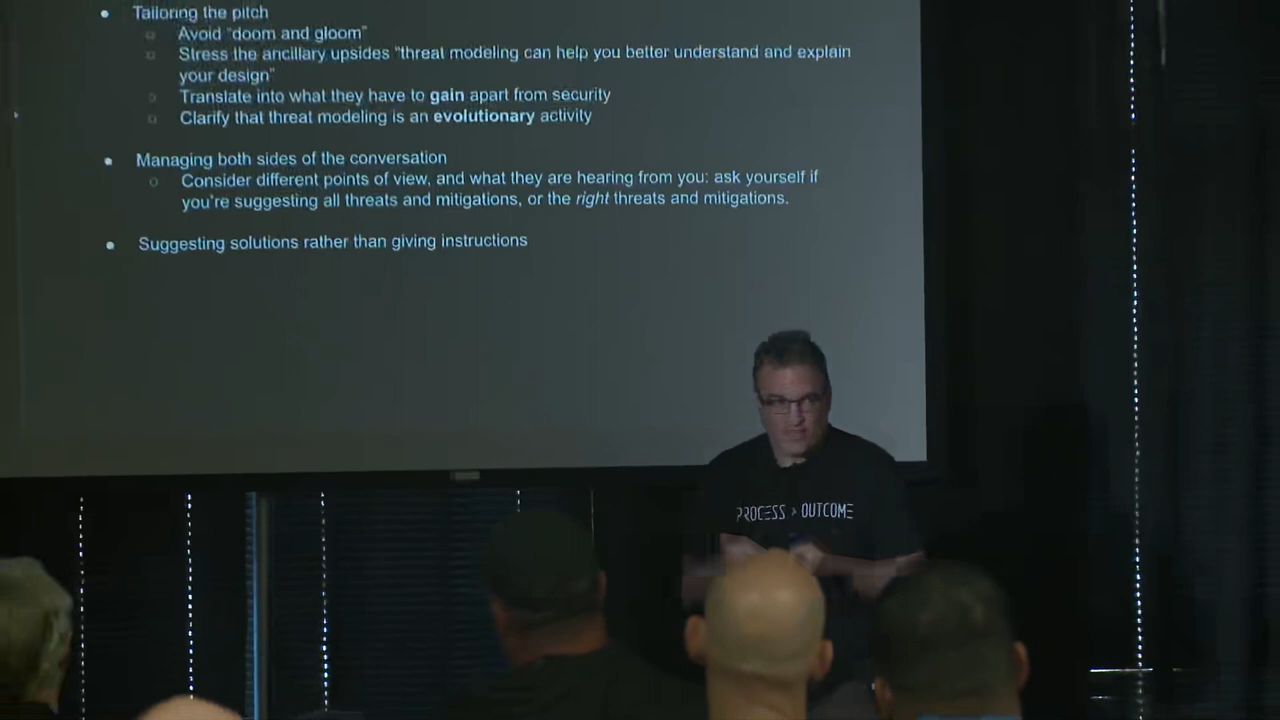 ● Tailoring the pitch
○ Avoid "doom and gloom"
○ Stress the ancillary upsides "threat modeling can help you better understand and explain
your design"
○ Translate into what they have to gain apart from security
○ Clarify that threat modeling is an evolutionary activity
● Managing both sides of the conversation
○ Consider different points of view, and what they are hearing from you: ask yourself if
you're suggesting all threats and mitigations, or the right threats and mitigations.
● Suggesting solutions rather than giving instructions
PROCESS > OUTCOME